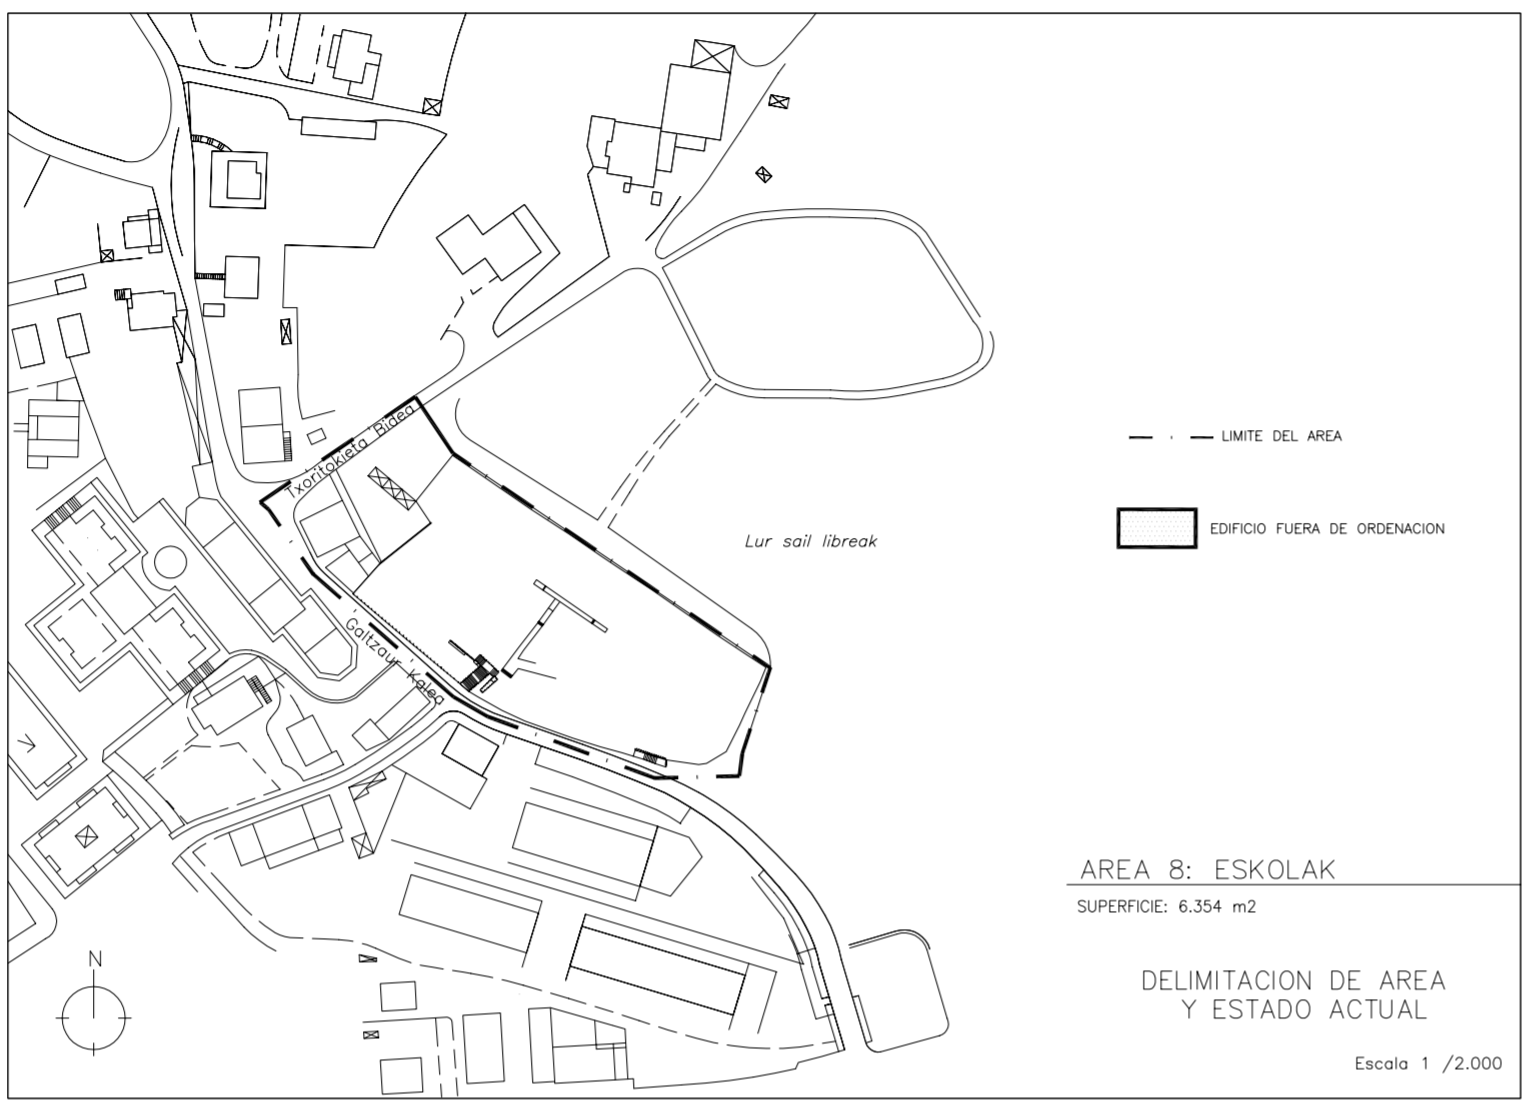 Txoritokieta Bidea
Galtzaur Kalea
Lur sail libreak
LIMITE DEL AREA
EDIFICIO FUERA DE ORDENACION
AREA 8: ESKOLAK
SUPERFICIE: 6.354 m2
DELIMITACION DE AREA
Y ESTADO ACTUAL
Escala 1 /2.000
N